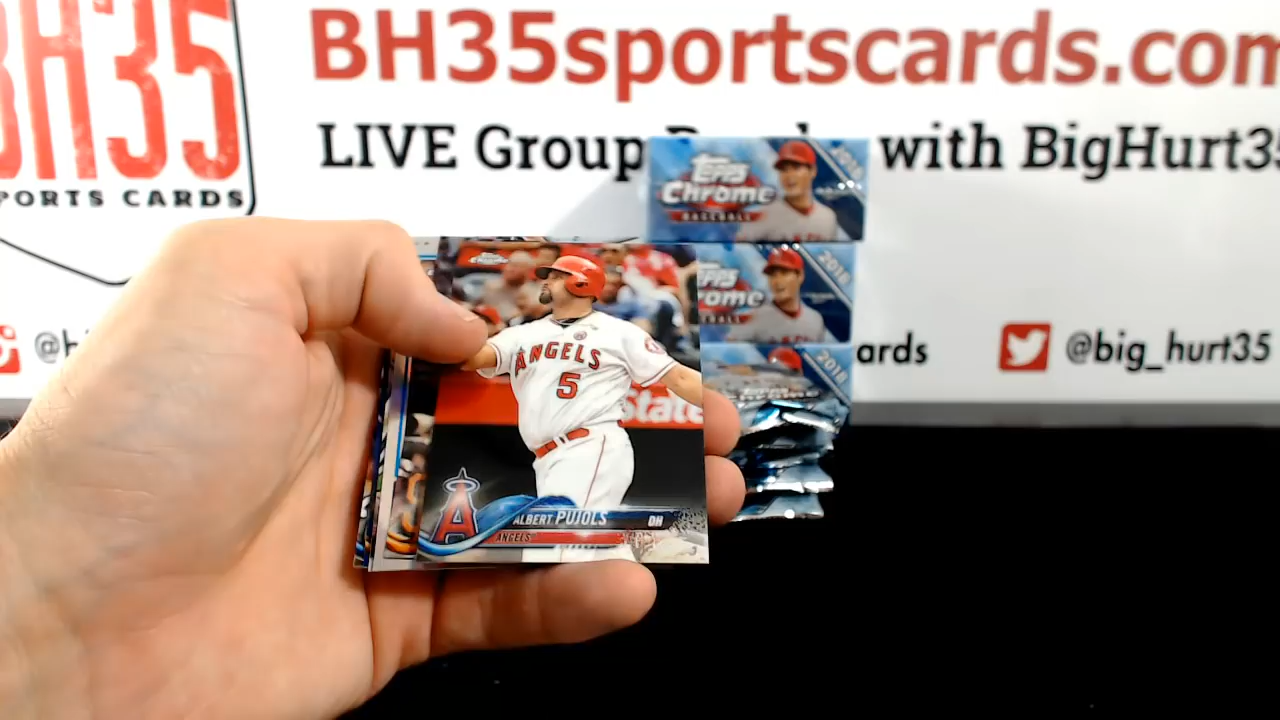 BH35
SPORTS CARDS
BH35sportscards.com
LIVE Group with BigHurt35
@big_hurt35
ards
TOPPS
Chrome
BASEBALL
2018
TOPPS
rome
2018
2018
ANGELS
5
State
ALBERT PUJOLS DH
ANGELS
A